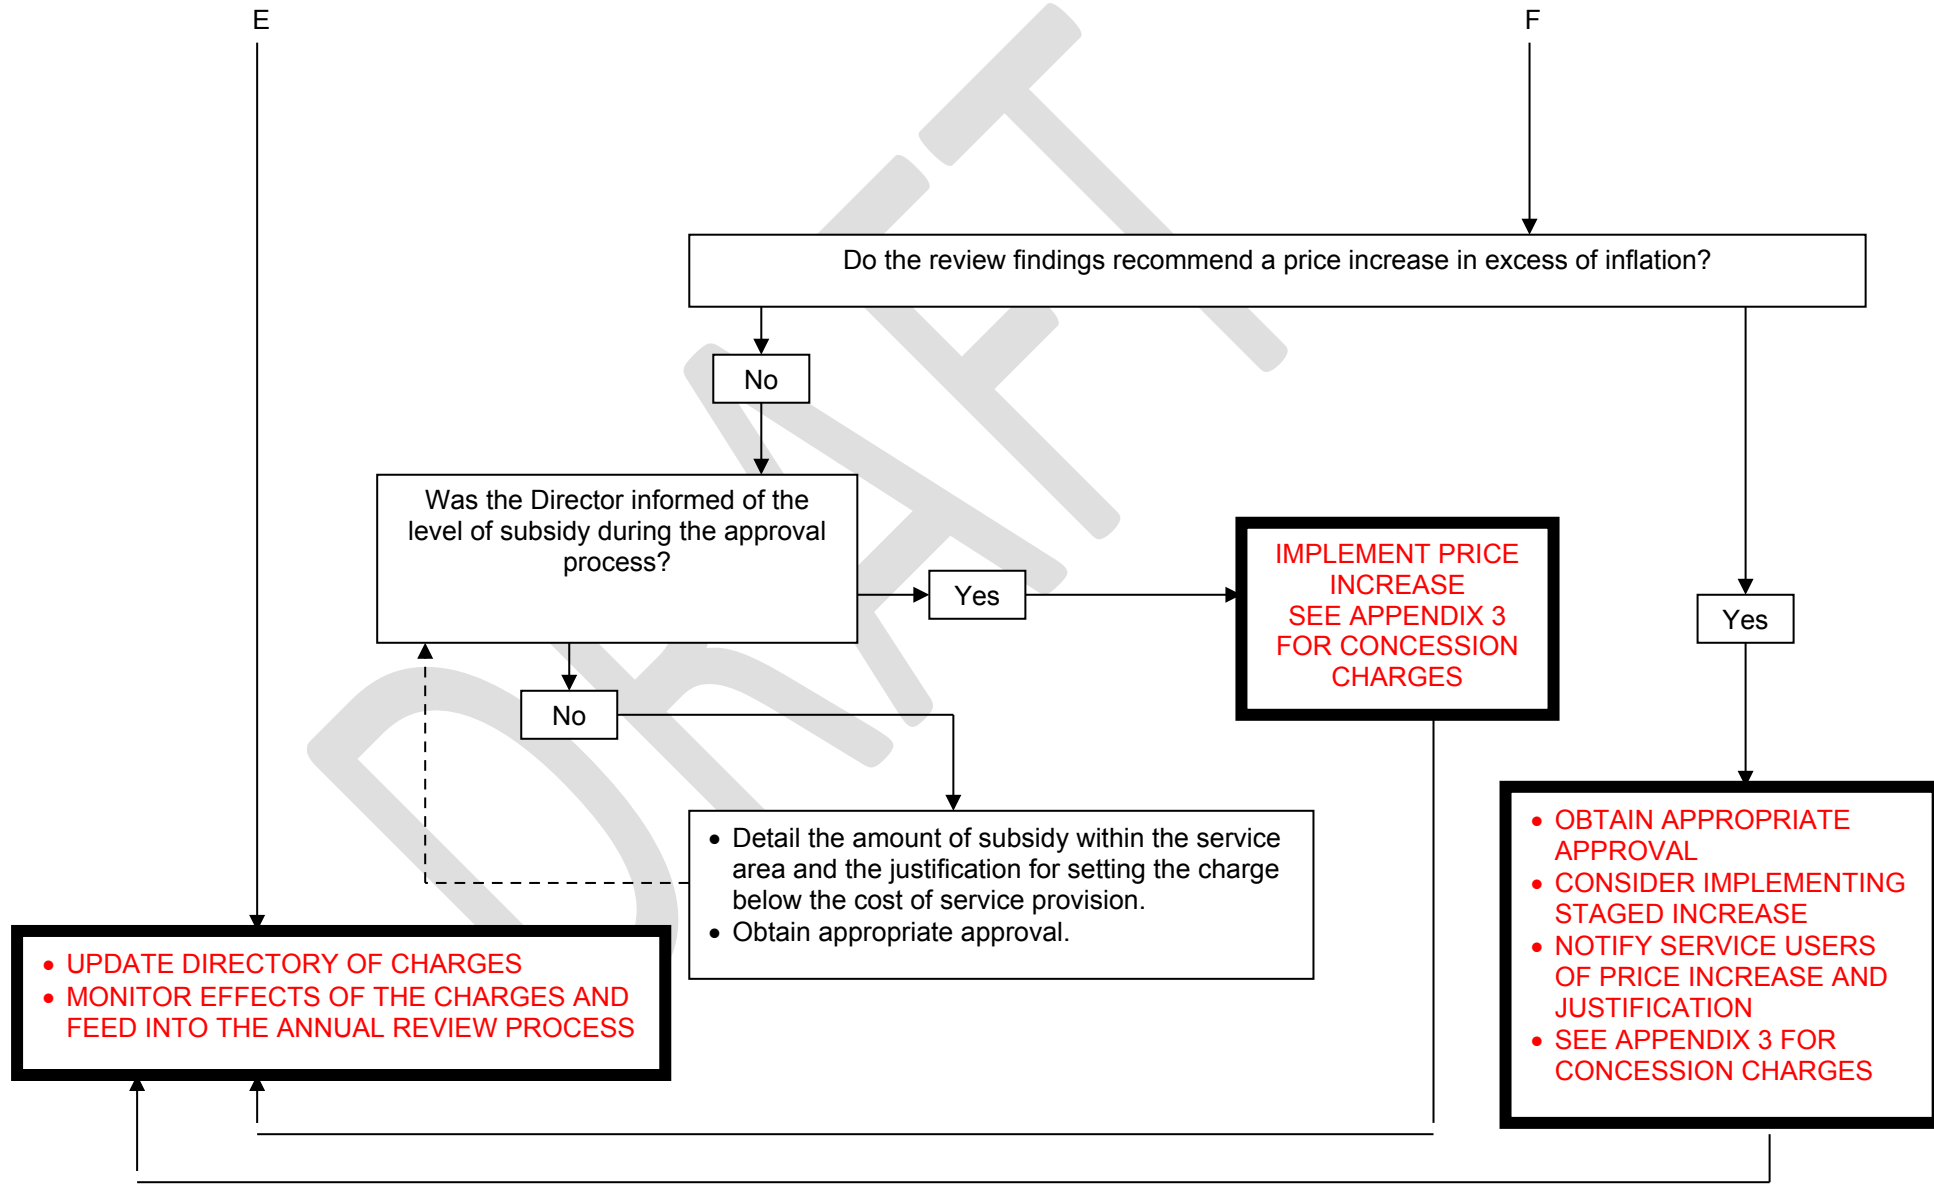 E
F
Do the review findings recommend a price increase in excess of inflation?
No
Was the Director informed of the
level of subsidy during the approval
process?
Yes
IMPLEMENT PRICE
INCREASE
SEE APPENDIX 3
FOR CONCESSION
CHARGES
Yes
No
• Detail the amount of subsidy within the service
area and the justification for setting the charge
below the cost of service provision.
• Obtain appropriate approval.
• OBTAIN APPROPRIATE
APPROVAL
• CONSIDER IMPLEMENTING
STAGED INCREASE
• NOTIFY SERVICE USERS
OF PRICE INCREASE AND
JUSTIFICATION
• SEE APPENDIX 3 FOR
CONCESSION CHARGES
• UPDATE DIRECTORY OF CHARGES
• MONITOR EFFECTS OF THE CHARGES AND
FEED INTO THE ANNUAL REVIEW PROCESS
DRAFT